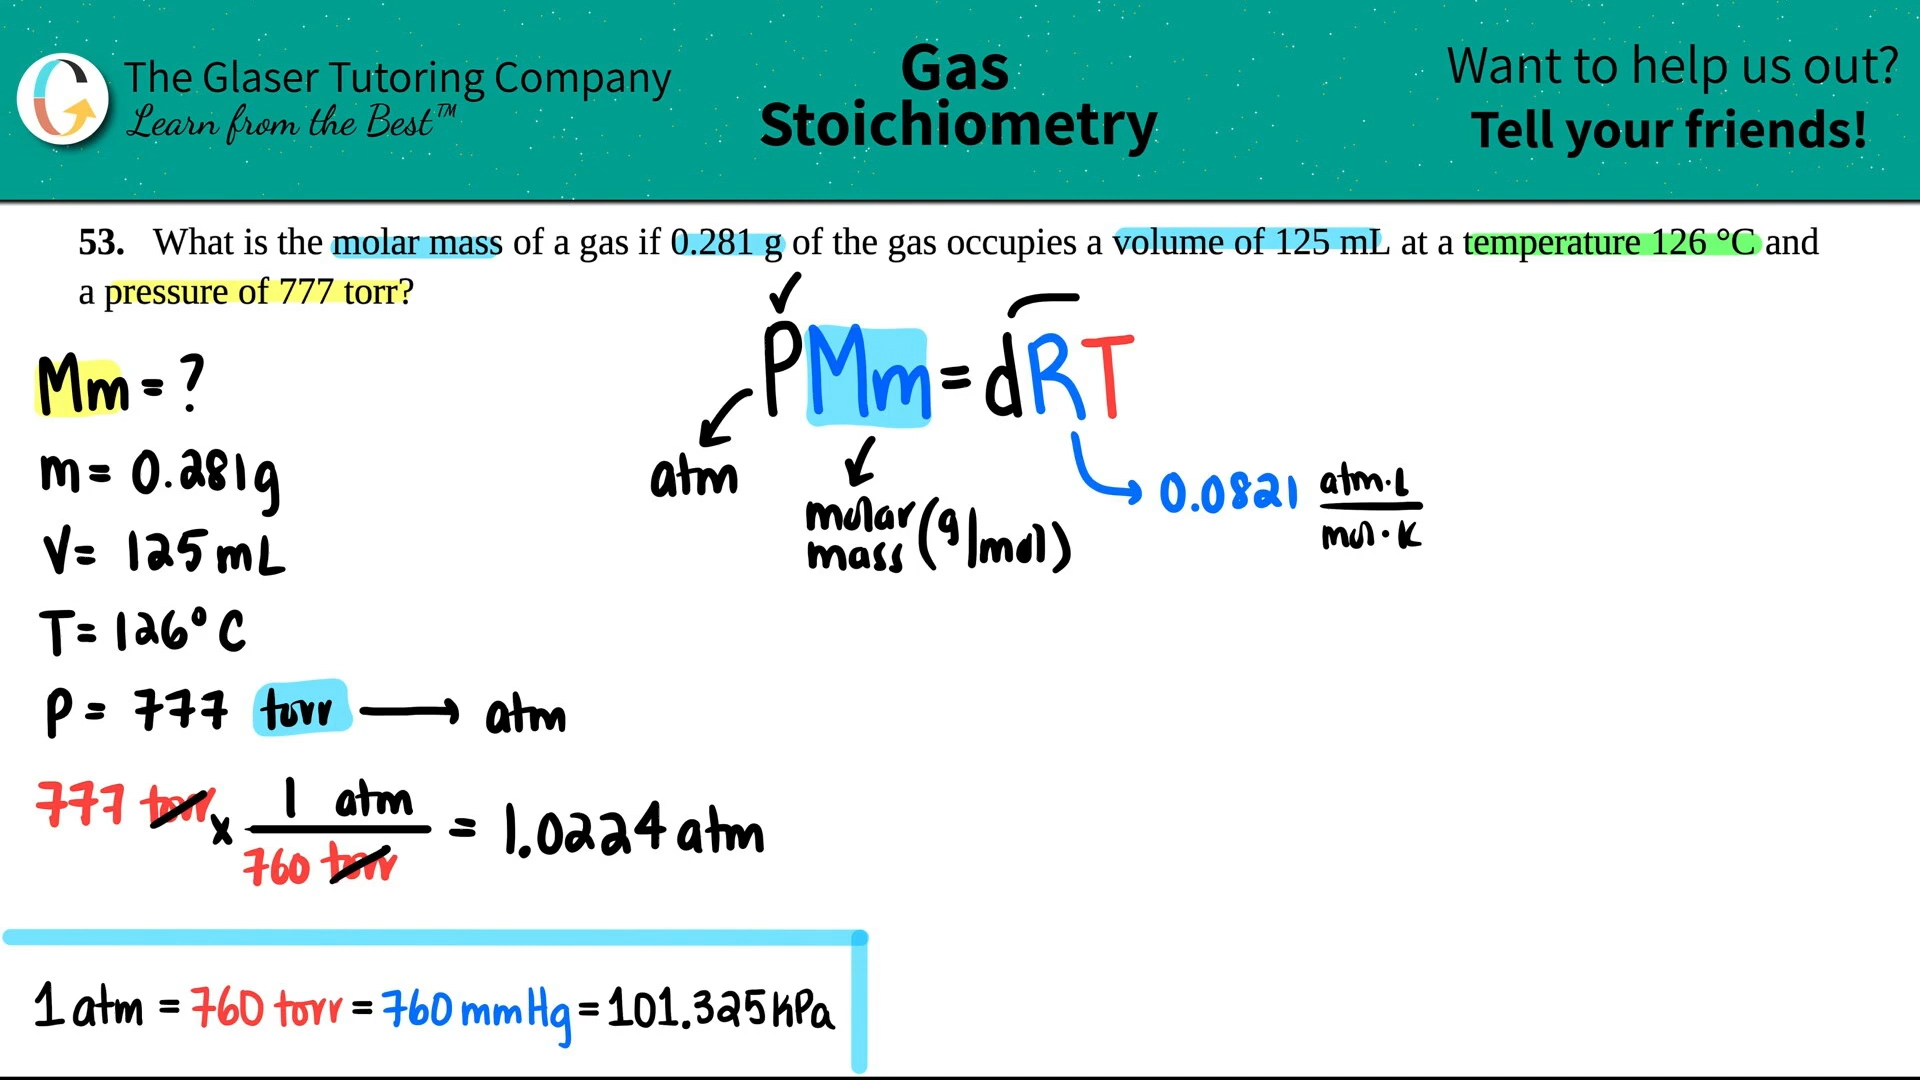 The Glaser Tutoring Company
Learn from the Best™
Gas
Stoichiometry
Want to help us out?
Tell your friends!
53. What is the molar mass of a gas if 0.281 g of the gas occupies a volume of 125 mL at a temperature 126 °C and
a pressure of 777 torr?
Mm = ?
m = 0.281g
V = 125 mL
T = 126° C
P = 777 torr → atm
777 torr x 1 atm / 760 torr = 1.0224 atm
1 atm = 760 torr = 760 mmHg = 101.325 kPa
PMm = dRT
atm
molar mass (g/mol)
0.0821 atm·L / mol·K